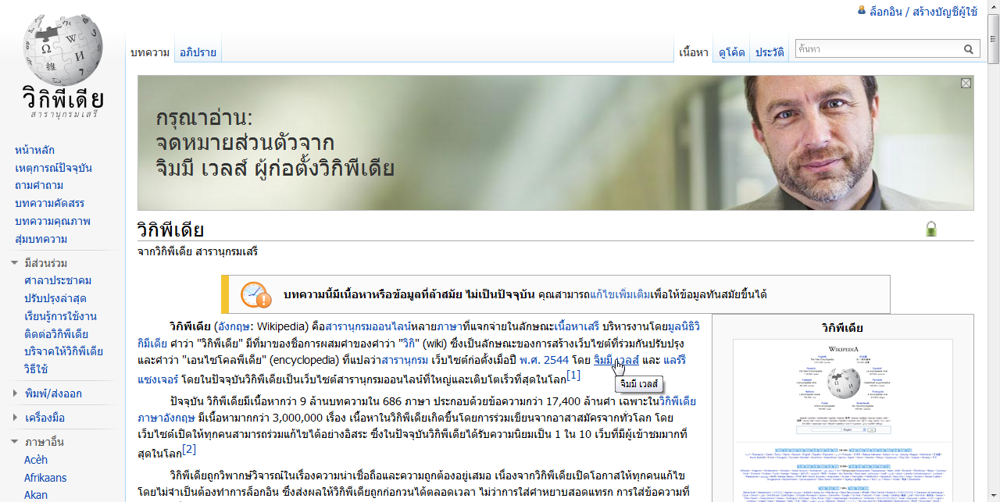 ล็อกอิน / สร้างบัญชีผู้ใช้
วิกิพีเดีย
สารานุกรมเสรี
บทความ
อภิปราย
เนื้อหา
ดูโค้ด
ประวัติ
ค้นหา
กรุณาอ่าน:
จดหมายส่วนตัวจาก
จิมมี เวลส์ ผู้ก่อตั้งวิกิพีเดีย
หน้าหลัก
เหตุการณ์ปัจจุบัน
ถามคำถาม
บทความคัดสรร
บทความคุณภาพ
สุ่มบทความ
มีส่วนร่วม
ศาลาประชาคม
ปรับปรุงล่าสุด
เรียนรู้การใช้งาน
ติดต่อวิกิพีเดีย
บริจาคให้วิกิพีเดีย
วิธีใช้
พิมพ์/ส่งออก
เครื่องมือ
ภาษาอื่น
Acèh
Afrikaans
Akan
วิกิพีเดีย
จากวิกิพีเดีย สารานุกรมเสรี
บทความนี้มีเนื้อหาหรือข้อมูลที่ล้าสมัย ไม่เป็นปัจจุบัน คุณสามารถแก้ไขเพิ่มเติมเพื่อให้ข้อมูลทันสมัยขึ้นได้
วิกิพีเดีย (อังกฤษ: Wikipedia) คือสารานุกรมออนไลน์หลายภาษาที่แจกจ่ายในลักษณะเนื้อหาเสรี บริหารงานโดยมูลนิธิวิ
กิมีเดีย คำว่า "วิกิพีเดีย" มีที่มาของชื่อการผสมคำของคำว่า "วิกิ" (wiki) ซึ่งเป็นลักษณะของการสร้างเว็บไซต์ที่ร่วมกันปรับปรุง
และคำว่า "เอนไซโคลพีเดีย" (encyclopedia) ที่แปลว่าสารานุกรม เว็บไซต์ก่อตั้งเมื่อปี พ.ศ. 2544 โดย จิมมี เวลส์ และ แลร์รี
แซงเจอร์ โดยในปัจจุบันวิกิพีเดียเป็นเว็บไซต์สารานุกรมออนไลน์ที่ใหญ่และเติบโตเร็วที่สุดในโลก[1]
จิมมี เวลส์
ปัจจุบัน วิกิพีเดียมีเนื้อหากว่า 9 ล้านบทความใน 686 ภาษา ประกอบด้วยข้อความกว่า 17,400 ล้านคำ เฉพาะในวิกิพีเดีย
ภาษาอังกฤษ มีเนื้อหามากกว่า 3,000,000 เรื่อง เนื้อหาในวิกิพีเดียเกิดขึ้นโดยการร่วมเขียนจากอาสาสมัครจากทั่วโลก โดย
เว็บไซต์เปิดให้ทุกคนสามารถร่วมแก้ไขได้อย่างอิสระ ซึ่งในปัจจุบันวิกิพีเดียได้รับความนิยมเป็น 1 ใน 10 เว็บที่มีผู้เข้าชมมากที่
สุดในโลก[2]
วิกิพีเดียถูกวิพากษ์วิจารณ์ในแง่ความน่าเชื่อถือและความถูกต้องอยู่เสมอ เนื่องจากวิกิพีเดียเปิดโอกาสให้ทุกคนแก้ไข
โดยไม่จำเป็นต้องทำการล็อกอิน บทความส่งผลให้บทความถูกก่อกวนได้ตลอดเวลา ไม่ว่าการใส่คำหยาบสอดแทรก การใส่ข้อความที่
วิกิพีเดีย
WIKIPEDIA